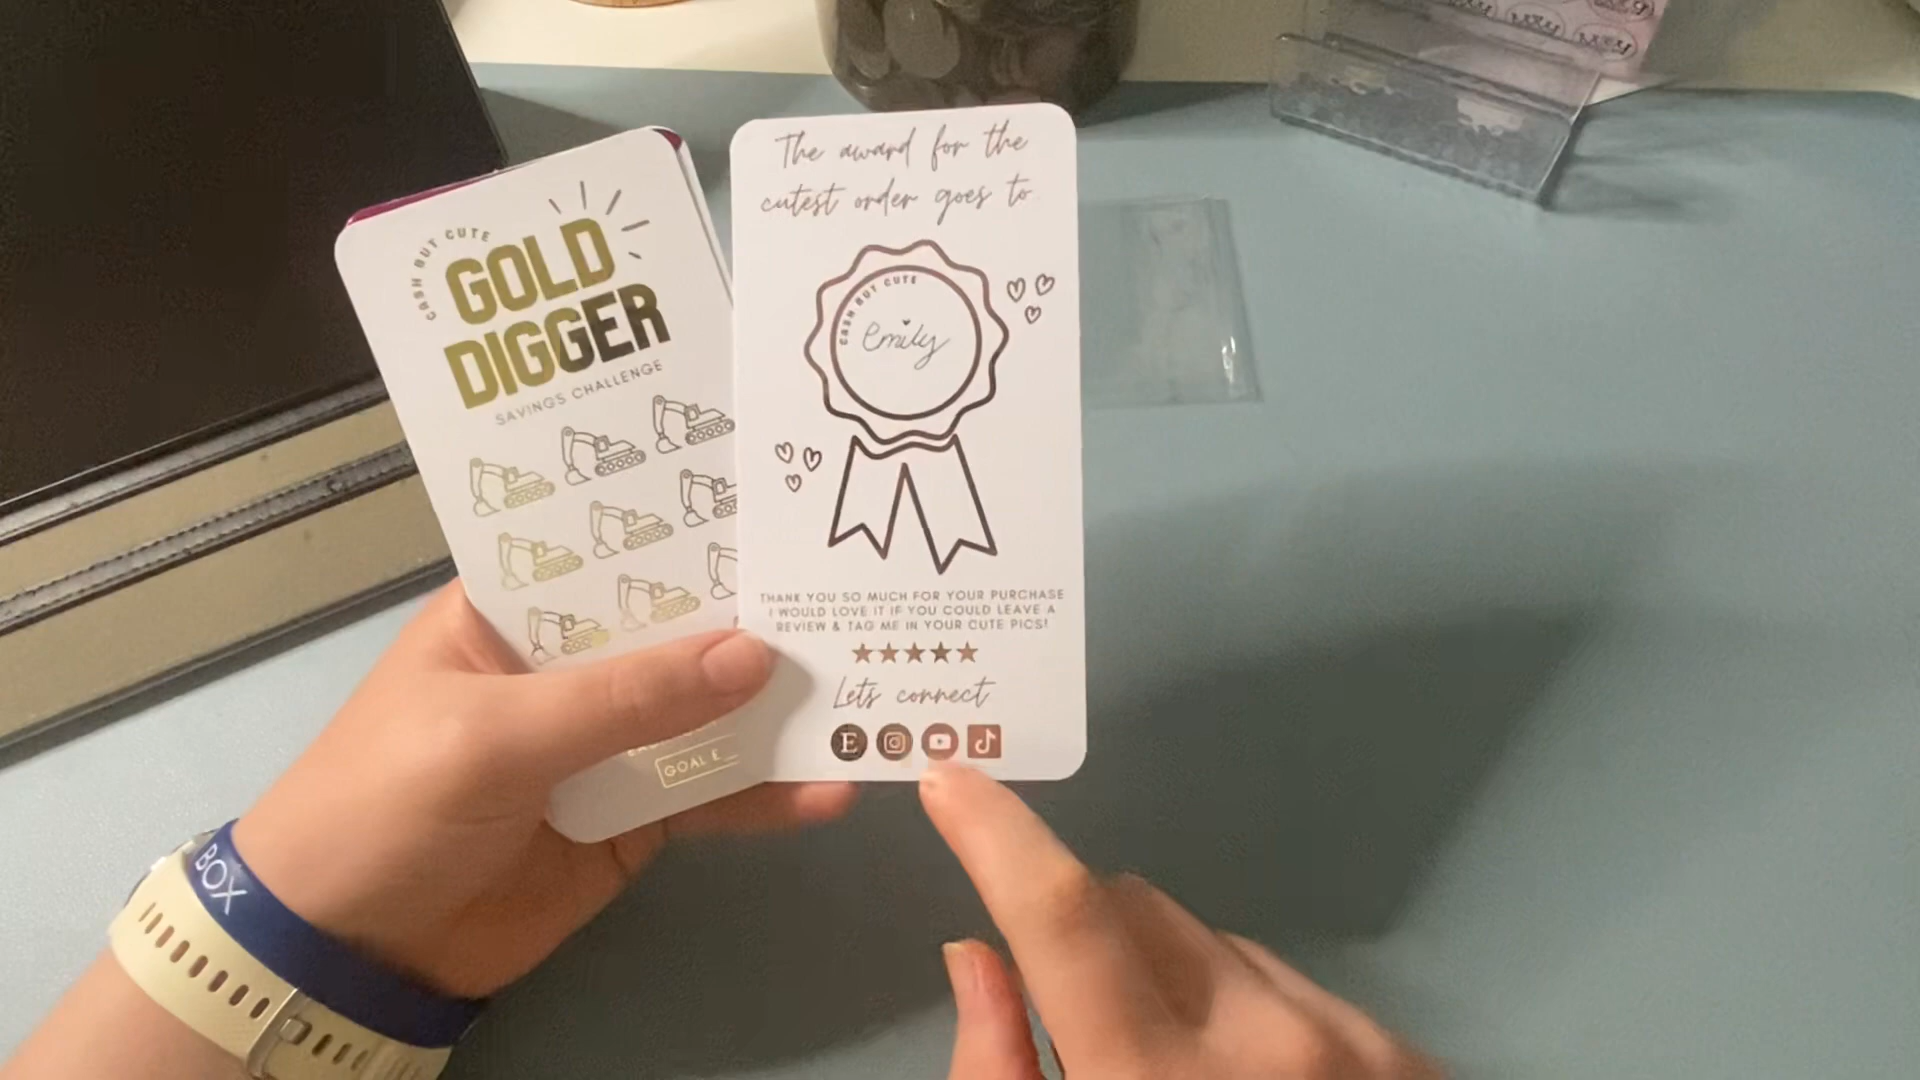 CASH BUT CUTE
GOLD
DIGGER
SAVINGS CHALLENGE
GOAL £
The award for the
cutest order goes to
CASH BUT CUTE
Emily
THANK YOU SO MUCH FOR YOUR PURCHASE
I WOULD LOVE IT IF YOU COULD LEAVE A
REVIEW & TAG ME IN YOUR CUTE PICS!
Lets connect
E
BOX